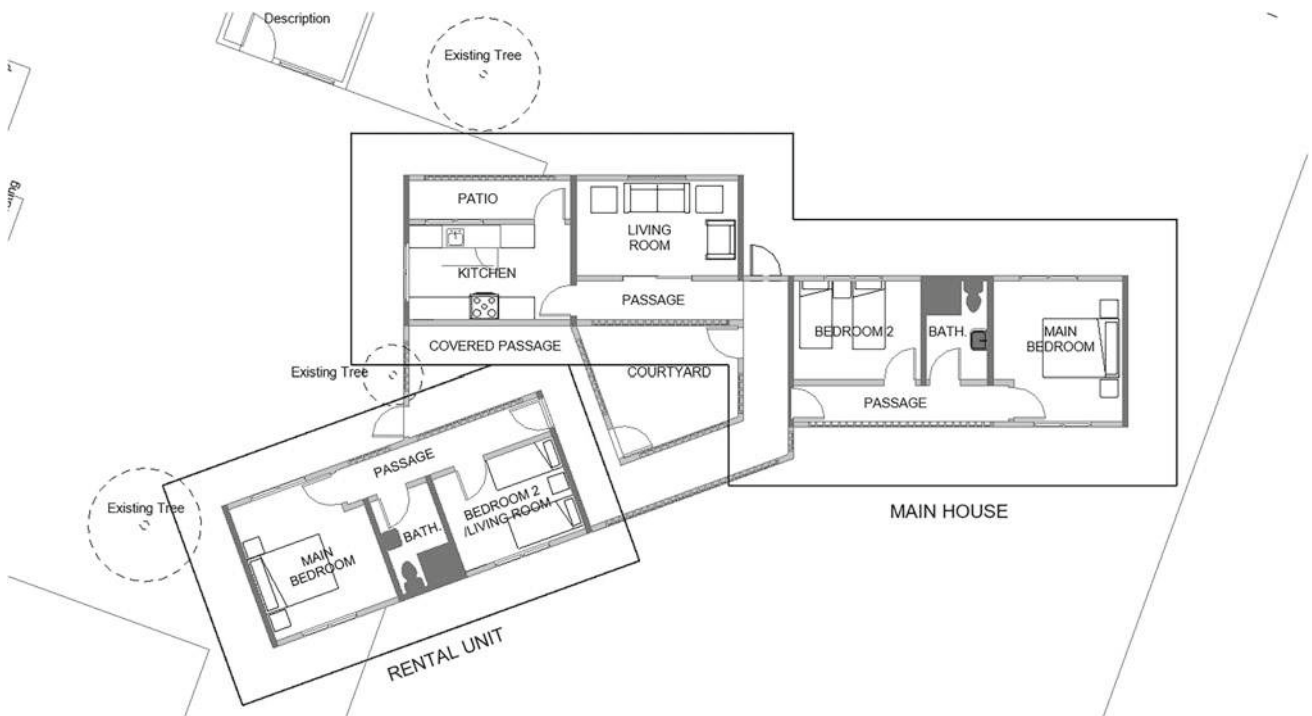 Description
Existing Tree
PATIO
LIVING
ROOM
KITCHEN
PASSAGE
BEDROOM 2
BATH.
MAIN
BEDROOM
COVERED PASSAGE
COURTYARD
Existing Tree
PASSAGE
MAIN HOUSE
PASSAGE
BEDROOM 2
/LIVING ROOM
BATH.
MAIN
BEDROOM
Existing Tree
RENTAL UNIT